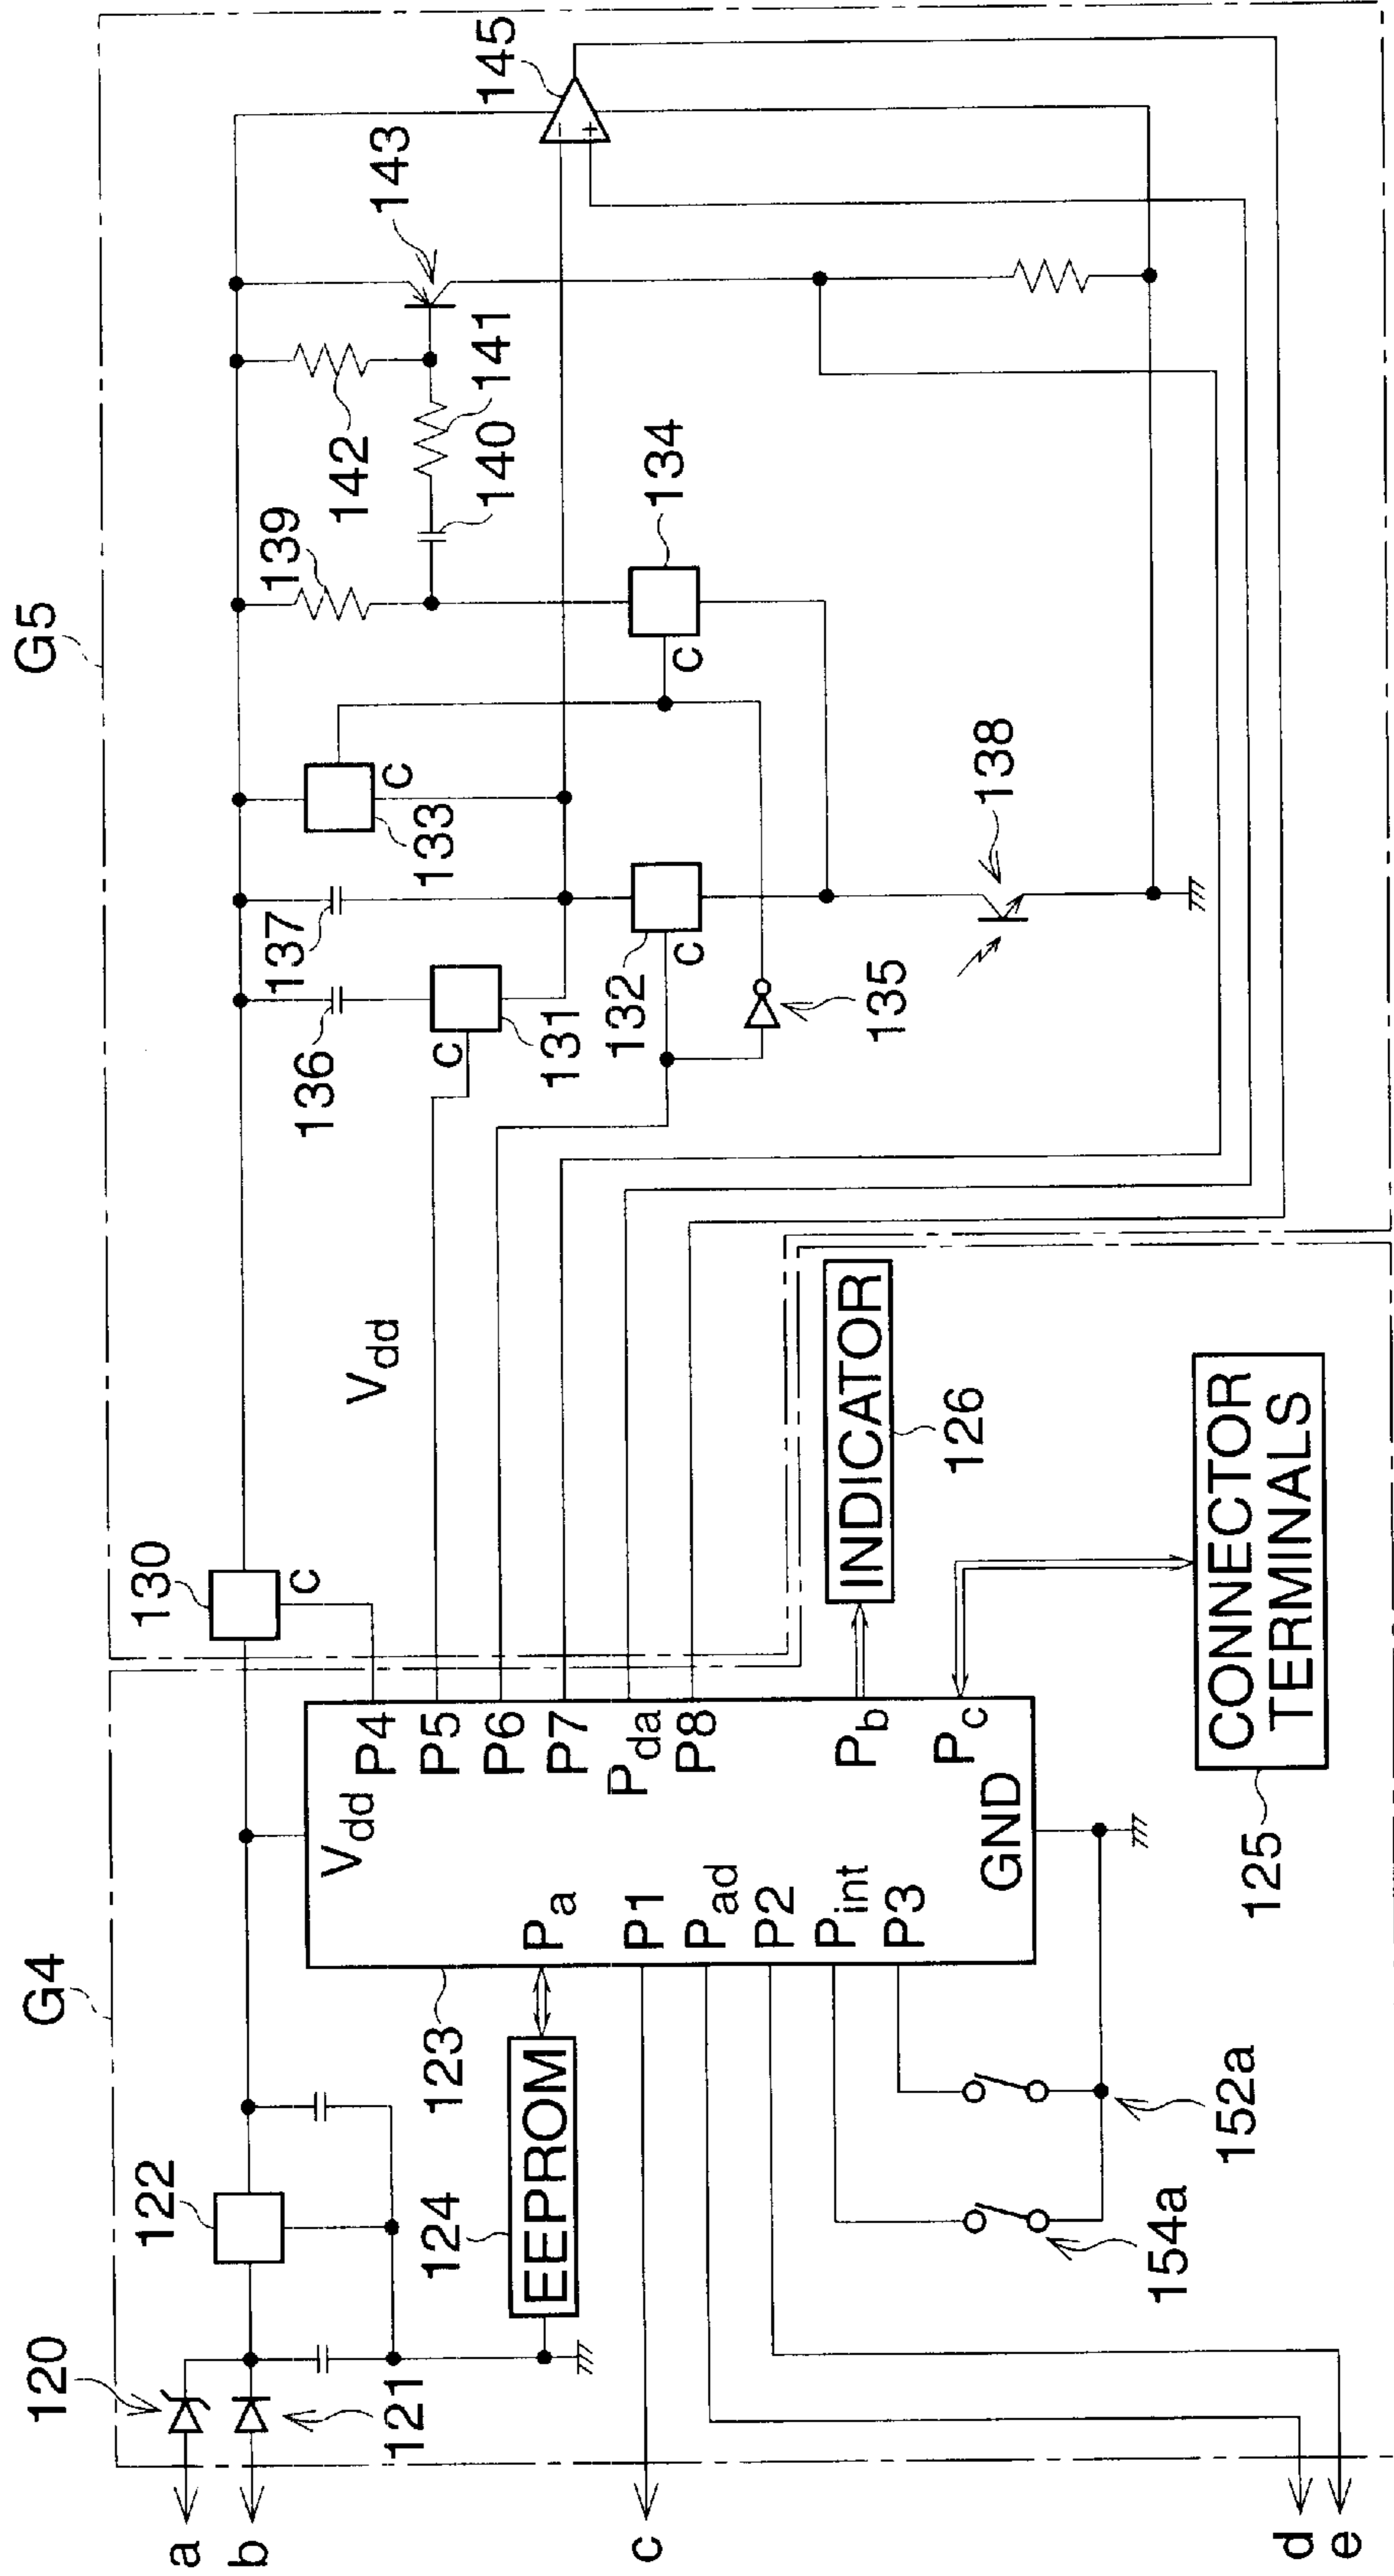 G4
G5
120
121
122
123
124
EEPROM
130
C
Vdd
Vdd
Pa
P1
Pad
P2
Pint
P3
GND
P4
P5
P6
P7
Pda
P8
Pb
Pc
INDICATOR
126
CONNECTOR
TERMINALS
125
152a
154a
136
137
C
131
132
C
133
C
134
C
135
138
139
140
141
142
143
145
−
+
a
b
c
d
e